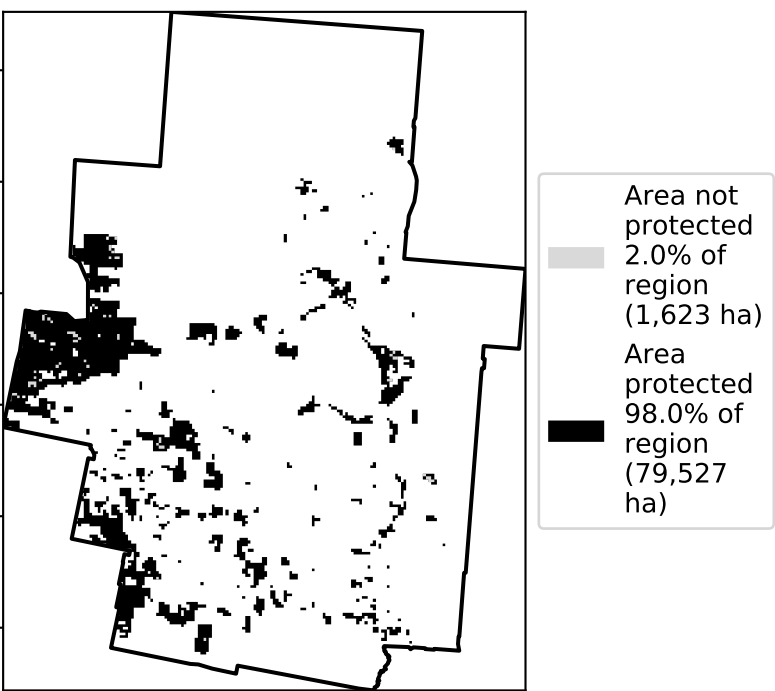 Area not
protected
2.0% of
region
(1,623 ha)
Area
protected
98.0% of
region
(79,527
ha)